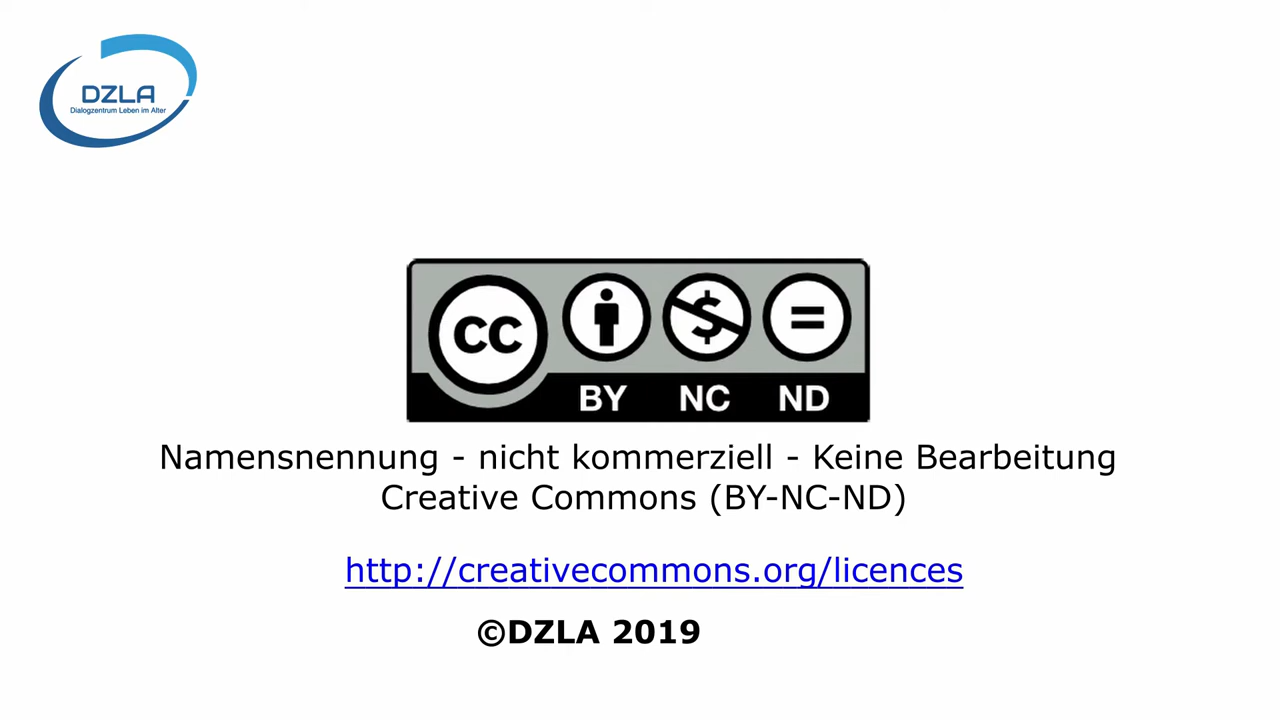 DZLA
Dialogzentrum Leben im Alter
CC
BY NC ND
Namensnennung - nicht kommerziell - Keine Bearbeitung
Creative Commons (BY-NC-ND)
http://creativecommons.org/licences
©DZLA 2019